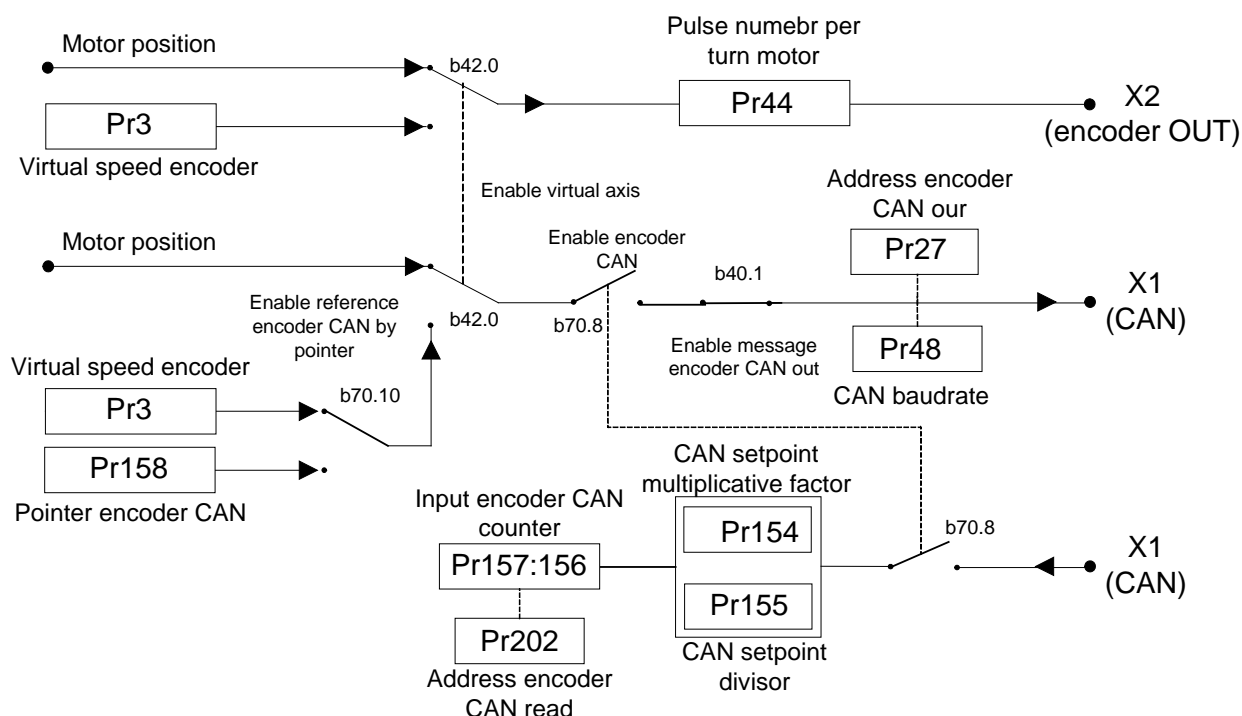 Motor position
b42.0
Pulse numebr per
turn motor
Pr44
X2
(encoder OUT)
Pr3
Virtual speed encoder
Enable virtual axis
Address encoder
CAN our
Motor position
Enable encoder
CAN
Pr27
b40.1
X1
(CAN)
Enable reference
encoder CAN by
pointer
b42.0
b70.8
Enable message
encoder CAN out
Pr48
CAN baudrate
Virtual speed encoder
Pr3
b70.10
Pr158
Pointer encoder CAN
CAN setpoint
multiplicative factor
Input encoder CAN
counter
Pr154
b70.8
Pr157:156
X1
(CAN)
Pr155
Pr202
CAN setpoint
divisor
Address encoder
CAN read